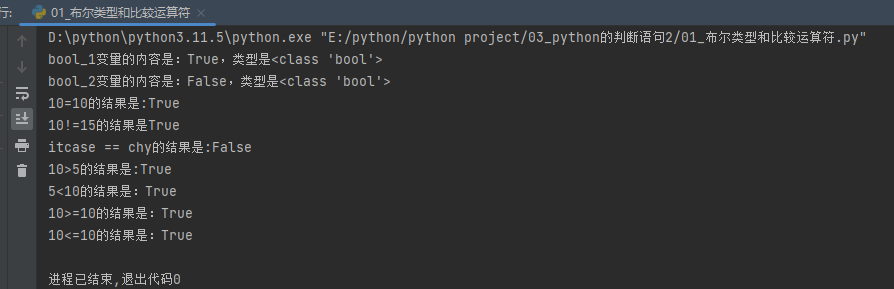 行:
01_布尔类型和比较运算符
D:\python\python3.11.5\python.exe "E:/python/python project/03_python的判断语句2/01_布尔类型和比较运算符.py"
bool_1变量的内容是：True，类型是<class 'bool'>
bool_2变量的内容是：False，类型是<class 'bool'>
10=10的结果是:True
10!=15的结果是True
itcase == chy的结果是:False
10>5的结果是:True
5<10的结果是：True
10>=10的结果是：True
10<=10的结果是：True
进程已结束,退出代码0